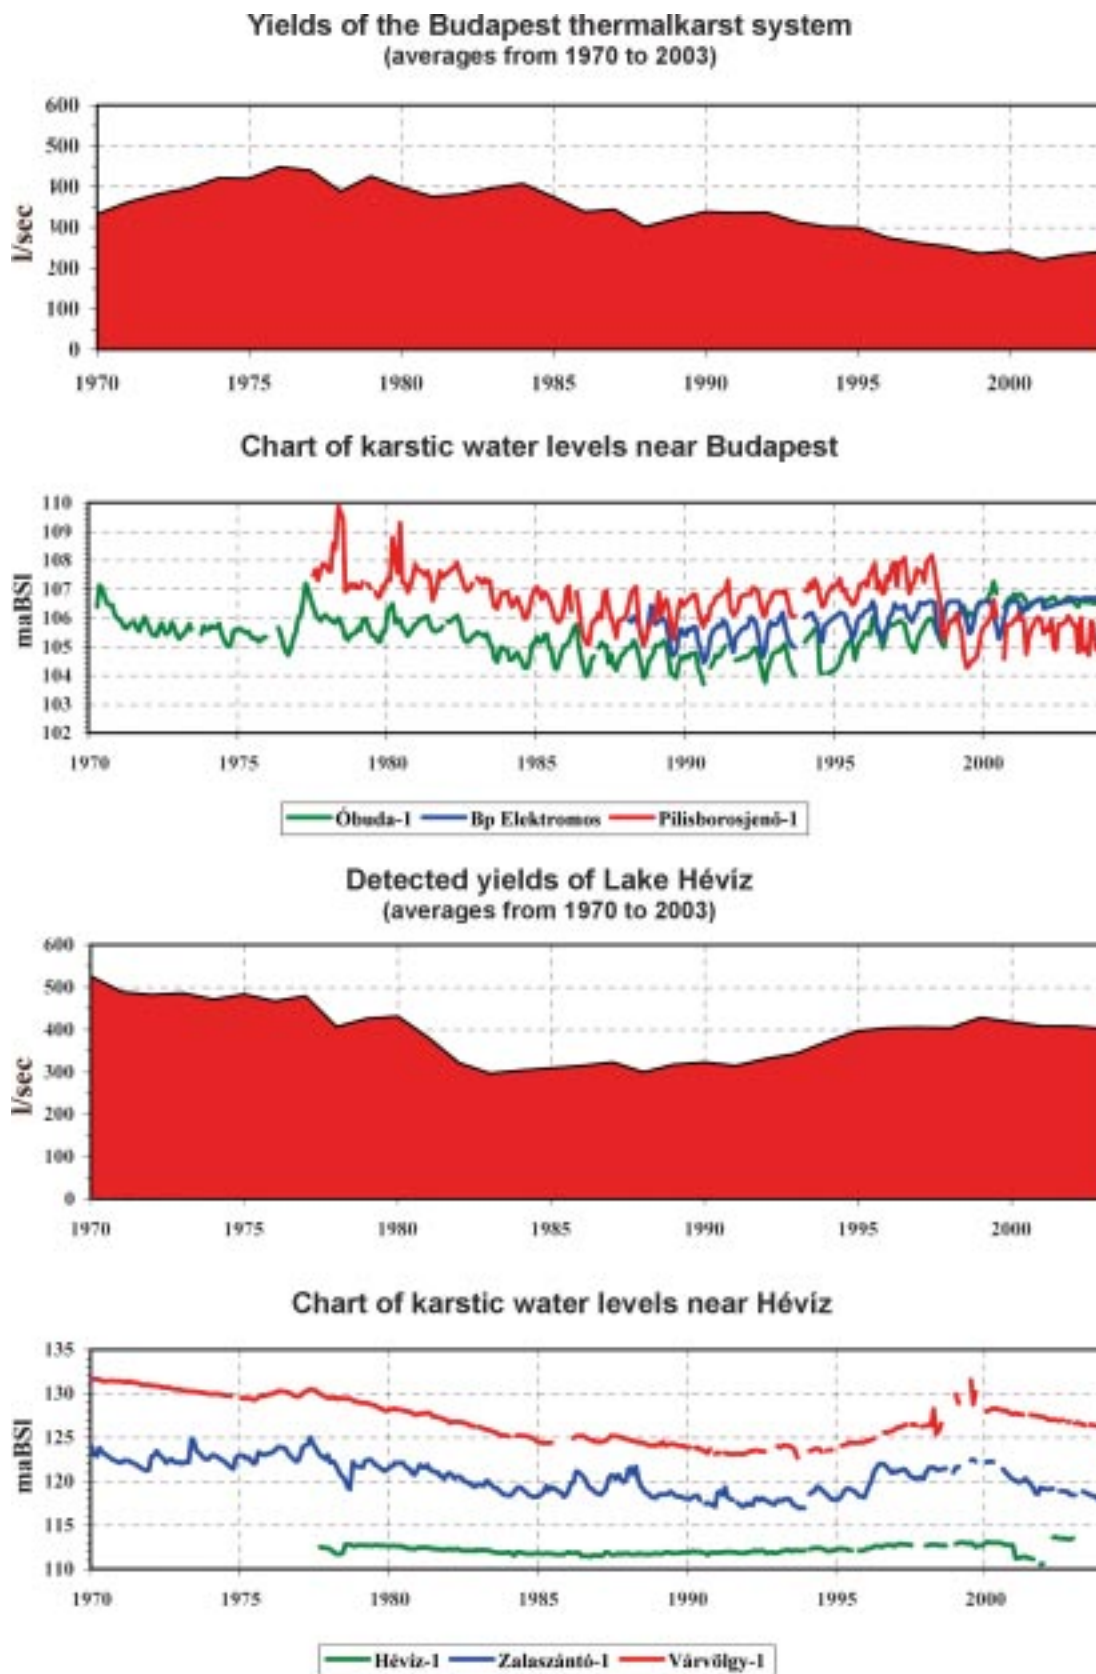 Yields of the Budapest thermalkarst system
(averages from 1970 to 2003)
600
500
400
300
200
100
0
l/sec
1970 1975 1980 1985 1990 1995 2000
Chart of karstic water levels near Budapest
110
109
108
107
106
105
104
103
102
maBSl
1970 1975 1980 1985 1990 1995 2000
Óbuda-1 Bp Elektromos Pilisborosjenő-1
Detected yields of Lake Hévíz
(averages from 1970 to 2003)
600
500
400
300
200
100
0
l/sec
1970 1975 1980 1985 1990 1995 2000
Chart of karstic water levels near Hévíz
135
130
125
120
115
110
maBSl
1970 1975 1980 1985 1990 1995 2000
Hévíz-1 Zalaszántó-1 Várvölgy-1